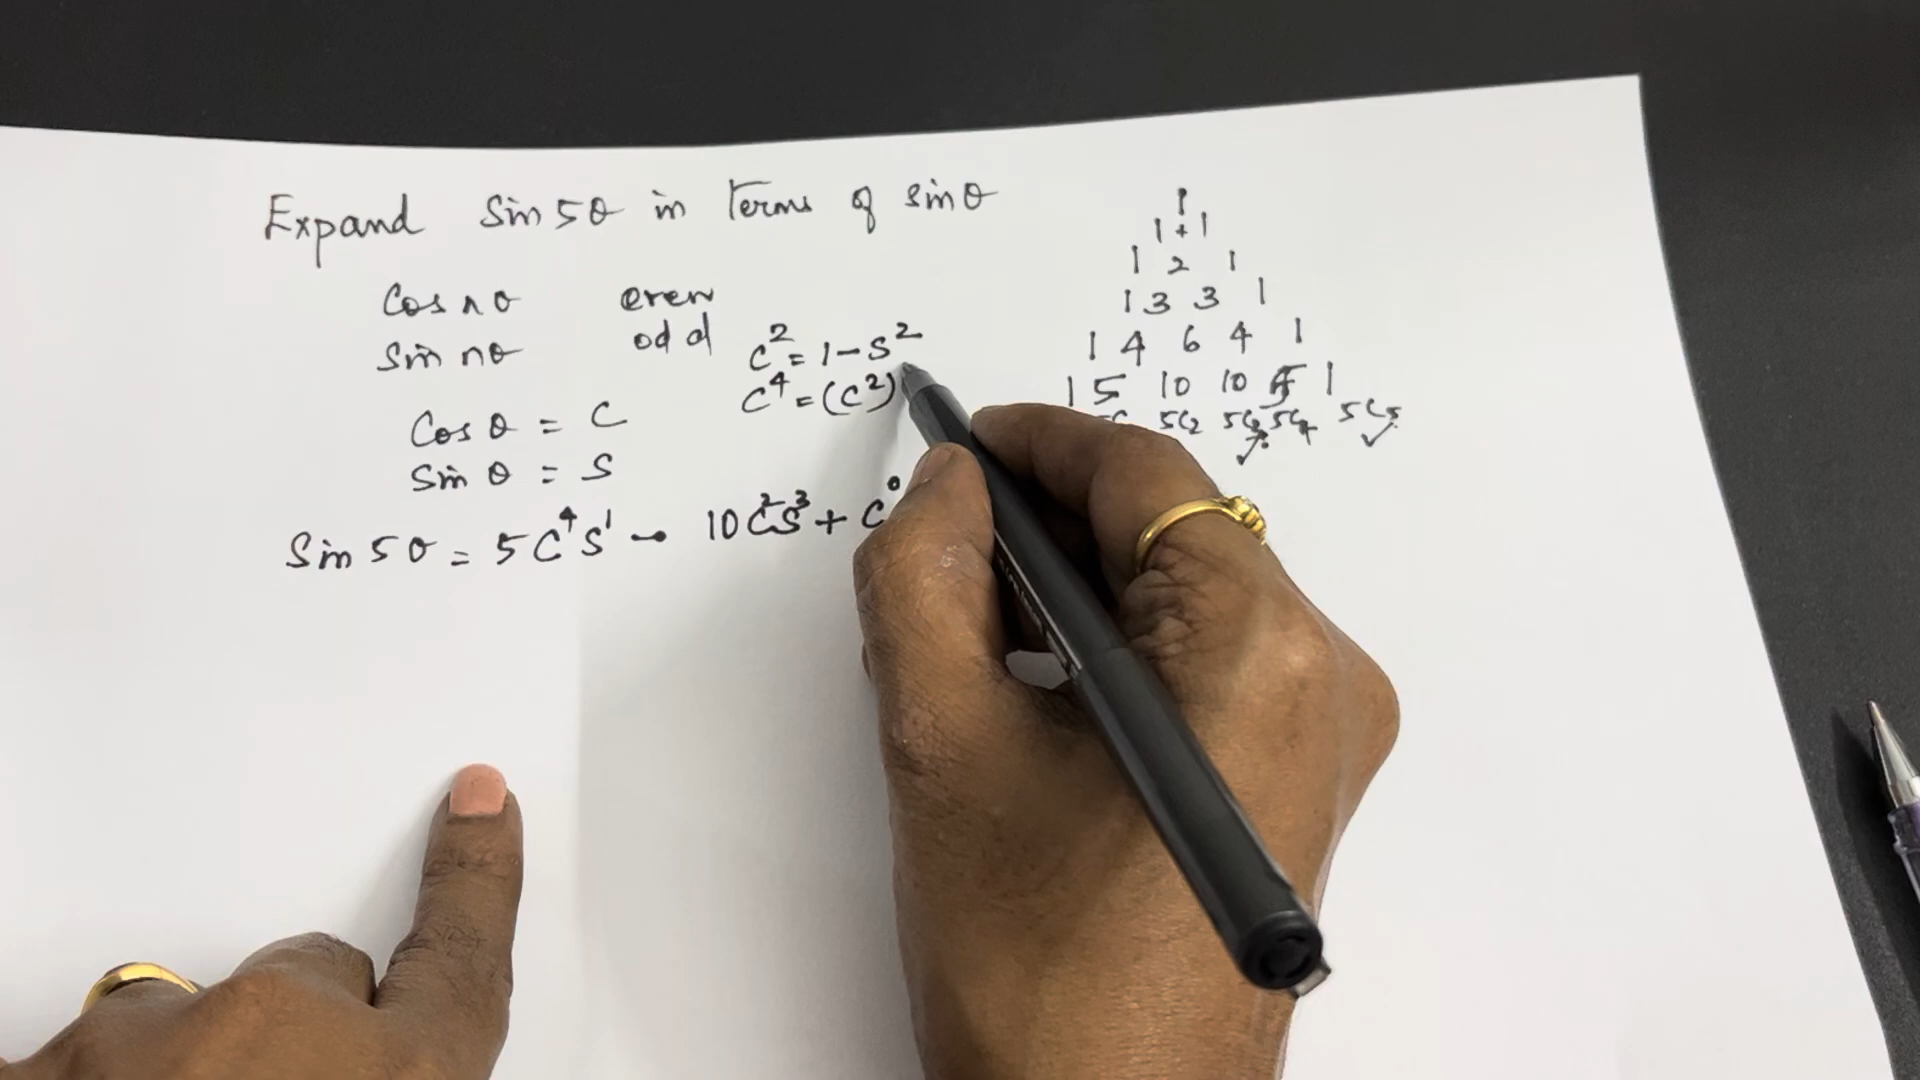 Expand Sin 5θ in terms of sinθ
Cos nθ even
Sin nθ odd
C² = 1 - S²
C⁴ = (C²)
Cos θ = C
Sin θ = S
Sin 5θ = 5C⁴S¹ - 10C²S³ + C⁰
1
1 + 1
1 2 1
1 3 3 1
1 4 6 4 1
1 5 10 10 5 1
5C₂ 5C₃ 5C₄ 5C₅